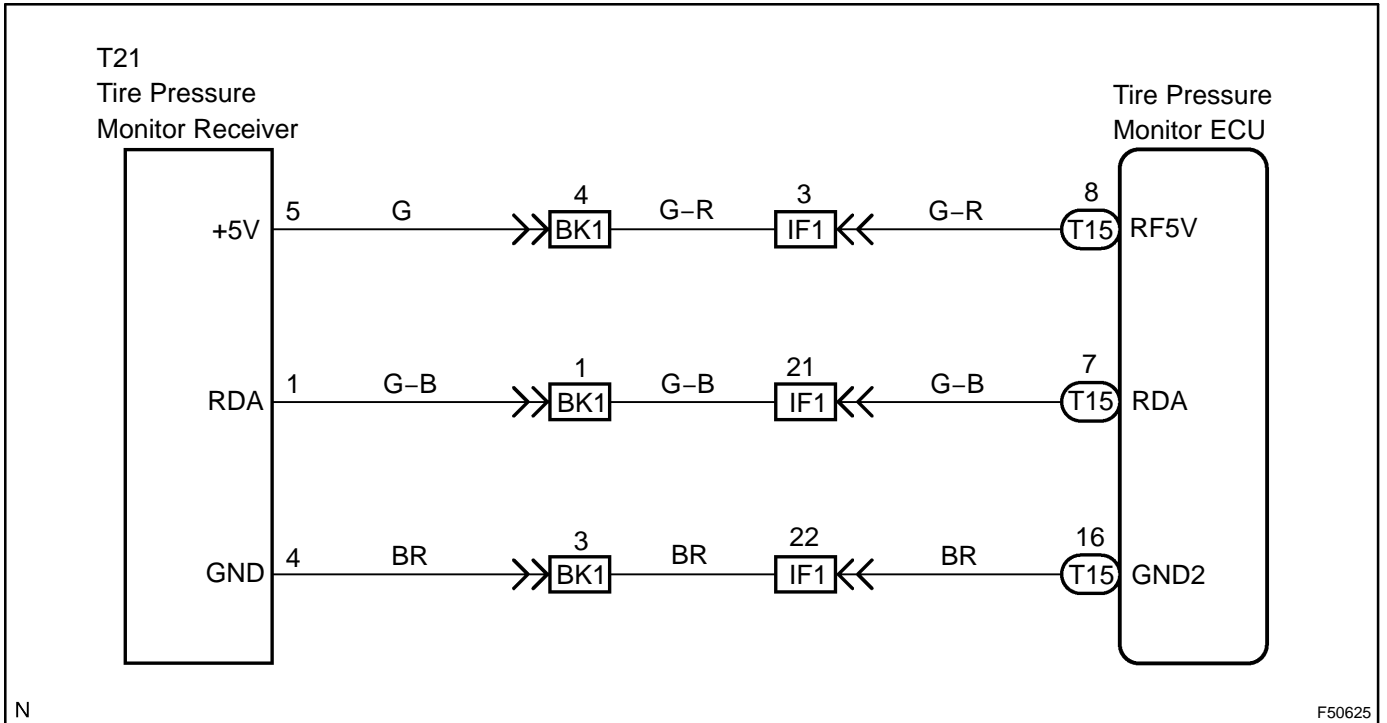 T21
Tire Pressure
Monitor Receiver
Tire Pressure
Monitor ECU
+5V 5 G 4 BK1 G−R 3 IF1 G−R 8 T15 RF5V
RDA 1 G−B 1 BK1 G−B 21 IF1 G−B 7 T15 RDA
GND 4 BR 3 BK1 BR 22 IF1 BR 16 T15 GND2
N
F50625